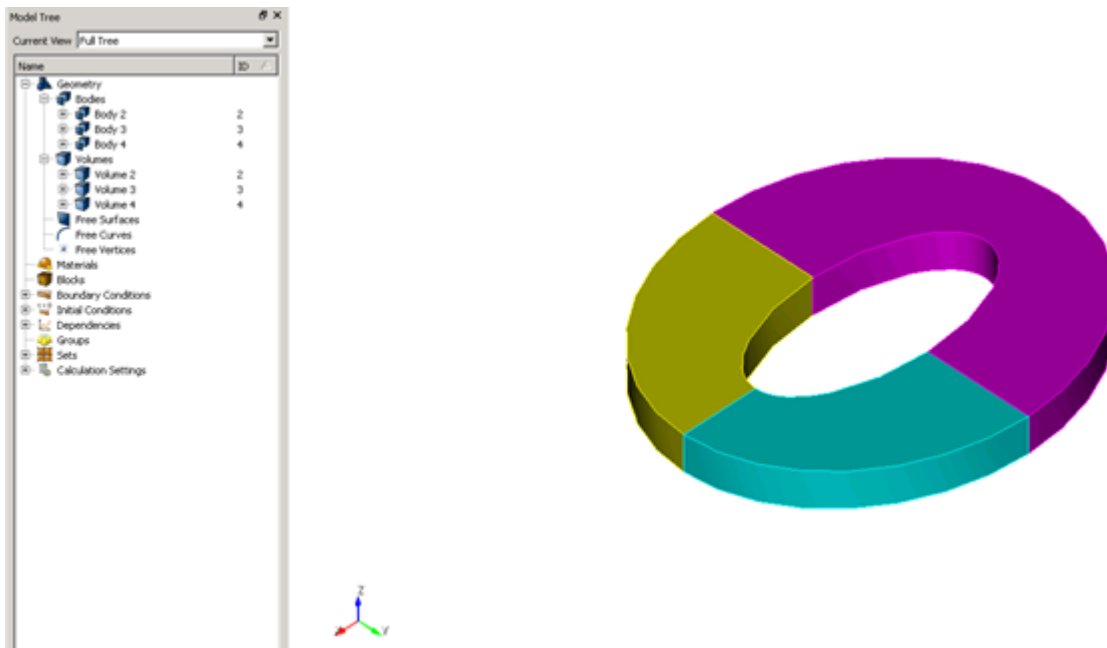 Model Tree
Current View Full Tree
Name ID
Geometry
Bodies
Body 2 2
Body 3 3
Body 4 4
Volumes
Volume 2 2
Volume 3 3
Volume 4 4
Free Surfaces
Free Curves
Free Vertices
Materials
Blocks
Boundary Conditions
Initial Conditions
Dependencies
Groups
Sets
Calculation Settings
Z
X Y